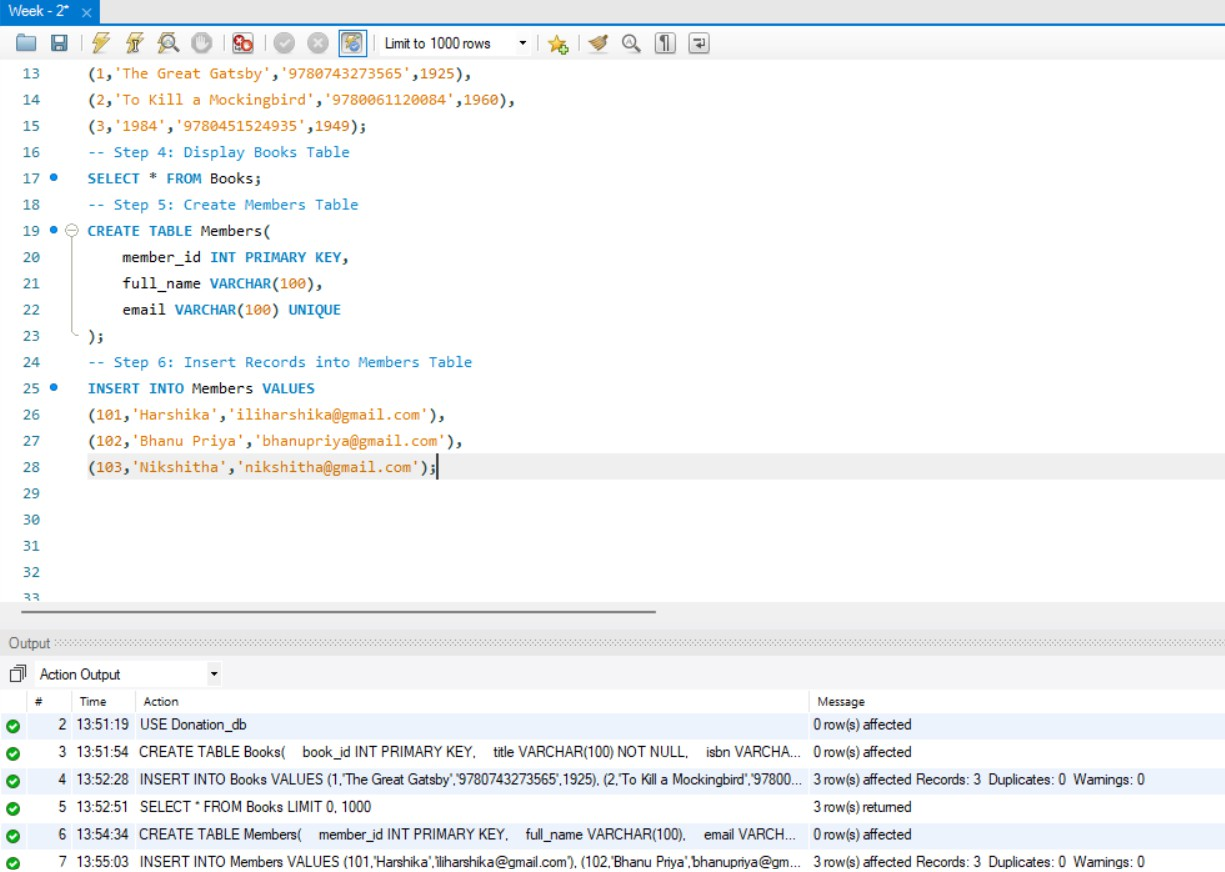 Week - 2*
Limit to 1000 rows
13 (1,'The Great Gatsby','9780743273565',1925),
14 (2,'To Kill a Mockingbird','9780061120084',1960),
15 (3,'1984','9780451524935',1949);
16 -- Step 4: Display Books Table
17 SELECT * FROM Books;
18 -- Step 5: Create Members Table
19 CREATE TABLE Members(
20 member_id INT PRIMARY KEY,
21 full_name VARCHAR(100),
22 email VARCHAR(100) UNIQUE
23 );
24 -- Step 6: Insert Records into Members Table
25 INSERT INTO Members VALUES
26 (101,'Harshika','iliharshika@gmail.com'),
27 (102,'Bhanu Priya','bhanupriya@gmail.com'),
28 (103,'Nikshitha','nikshitha@gmail.com');
29
30
31
32
33
Output
Action Output
# Time Action Message
2 13:51:19 USE Donation_db 0 row(s) affected
3 13:51:54 CREATE TABLE Books( book_id INT PRIMARY KEY, title VARCHAR(100) NOT NULL, isbn VARCHA... 0 row(s) affected
4 13:52:28 INSERT INTO Books VALUES (1,'The Great Gatsby','9780743273565',1925), (2,'To Kill a Mockingbird','97800... 3 row(s) affected Records: 3 Duplicates: 0 Warnings: 0
5 13:52:51 SELECT * FROM Books LIMIT 0, 1000 3 row(s) returned
6 13:54:34 CREATE TABLE Members( member_id INT PRIMARY KEY, full_name VARCHAR(100), email VARCH... 0 row(s) affected
7 13:55:03 INSERT INTO Members VALUES (101,'Harshika','iliharshika@gmail.com'), (102,'Bhanu Priya','bhanupriya@gm... 3 row(s) affected Records: 3 Duplicates: 0 Warnings: 0